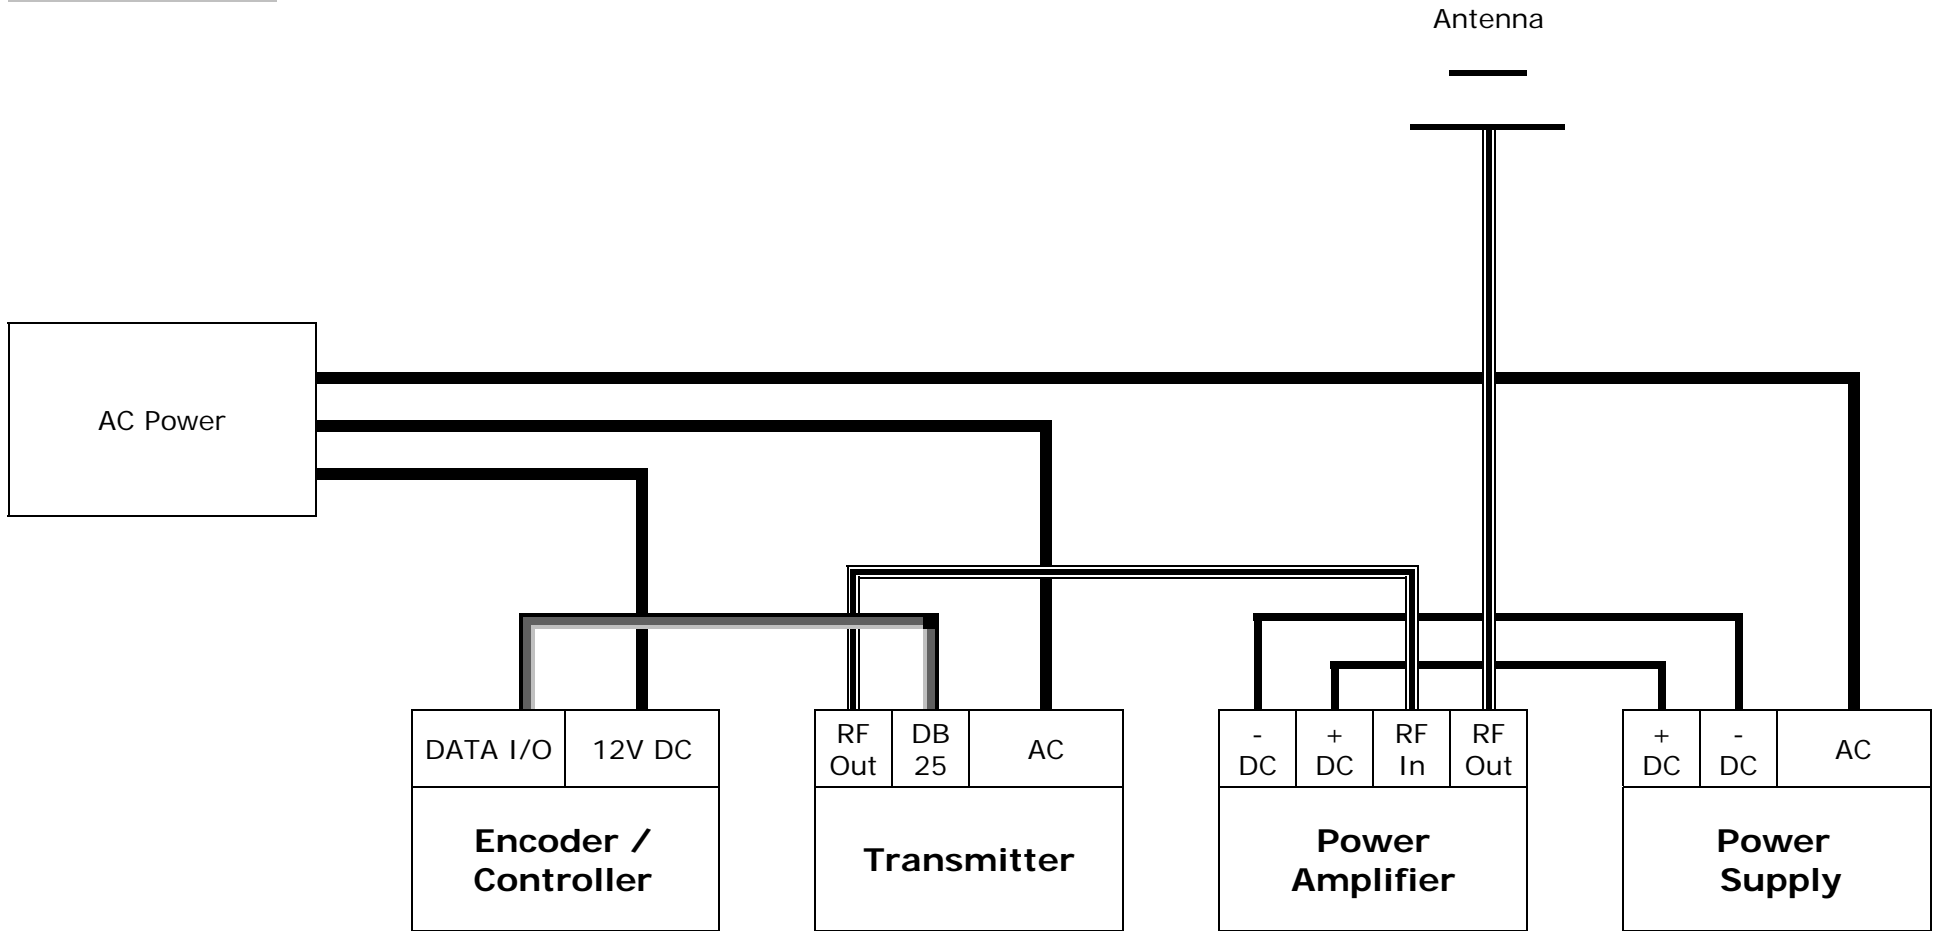 Antenna
AC Power
DATA I/O
12V DC
RF
Out
DB
25
AC
-
DC
+
DC
RF
In
RF
Out
+
DC
-
DC
AC
Encoder /
Controller
Transmitter
Power
Amplifier
Power
Supply